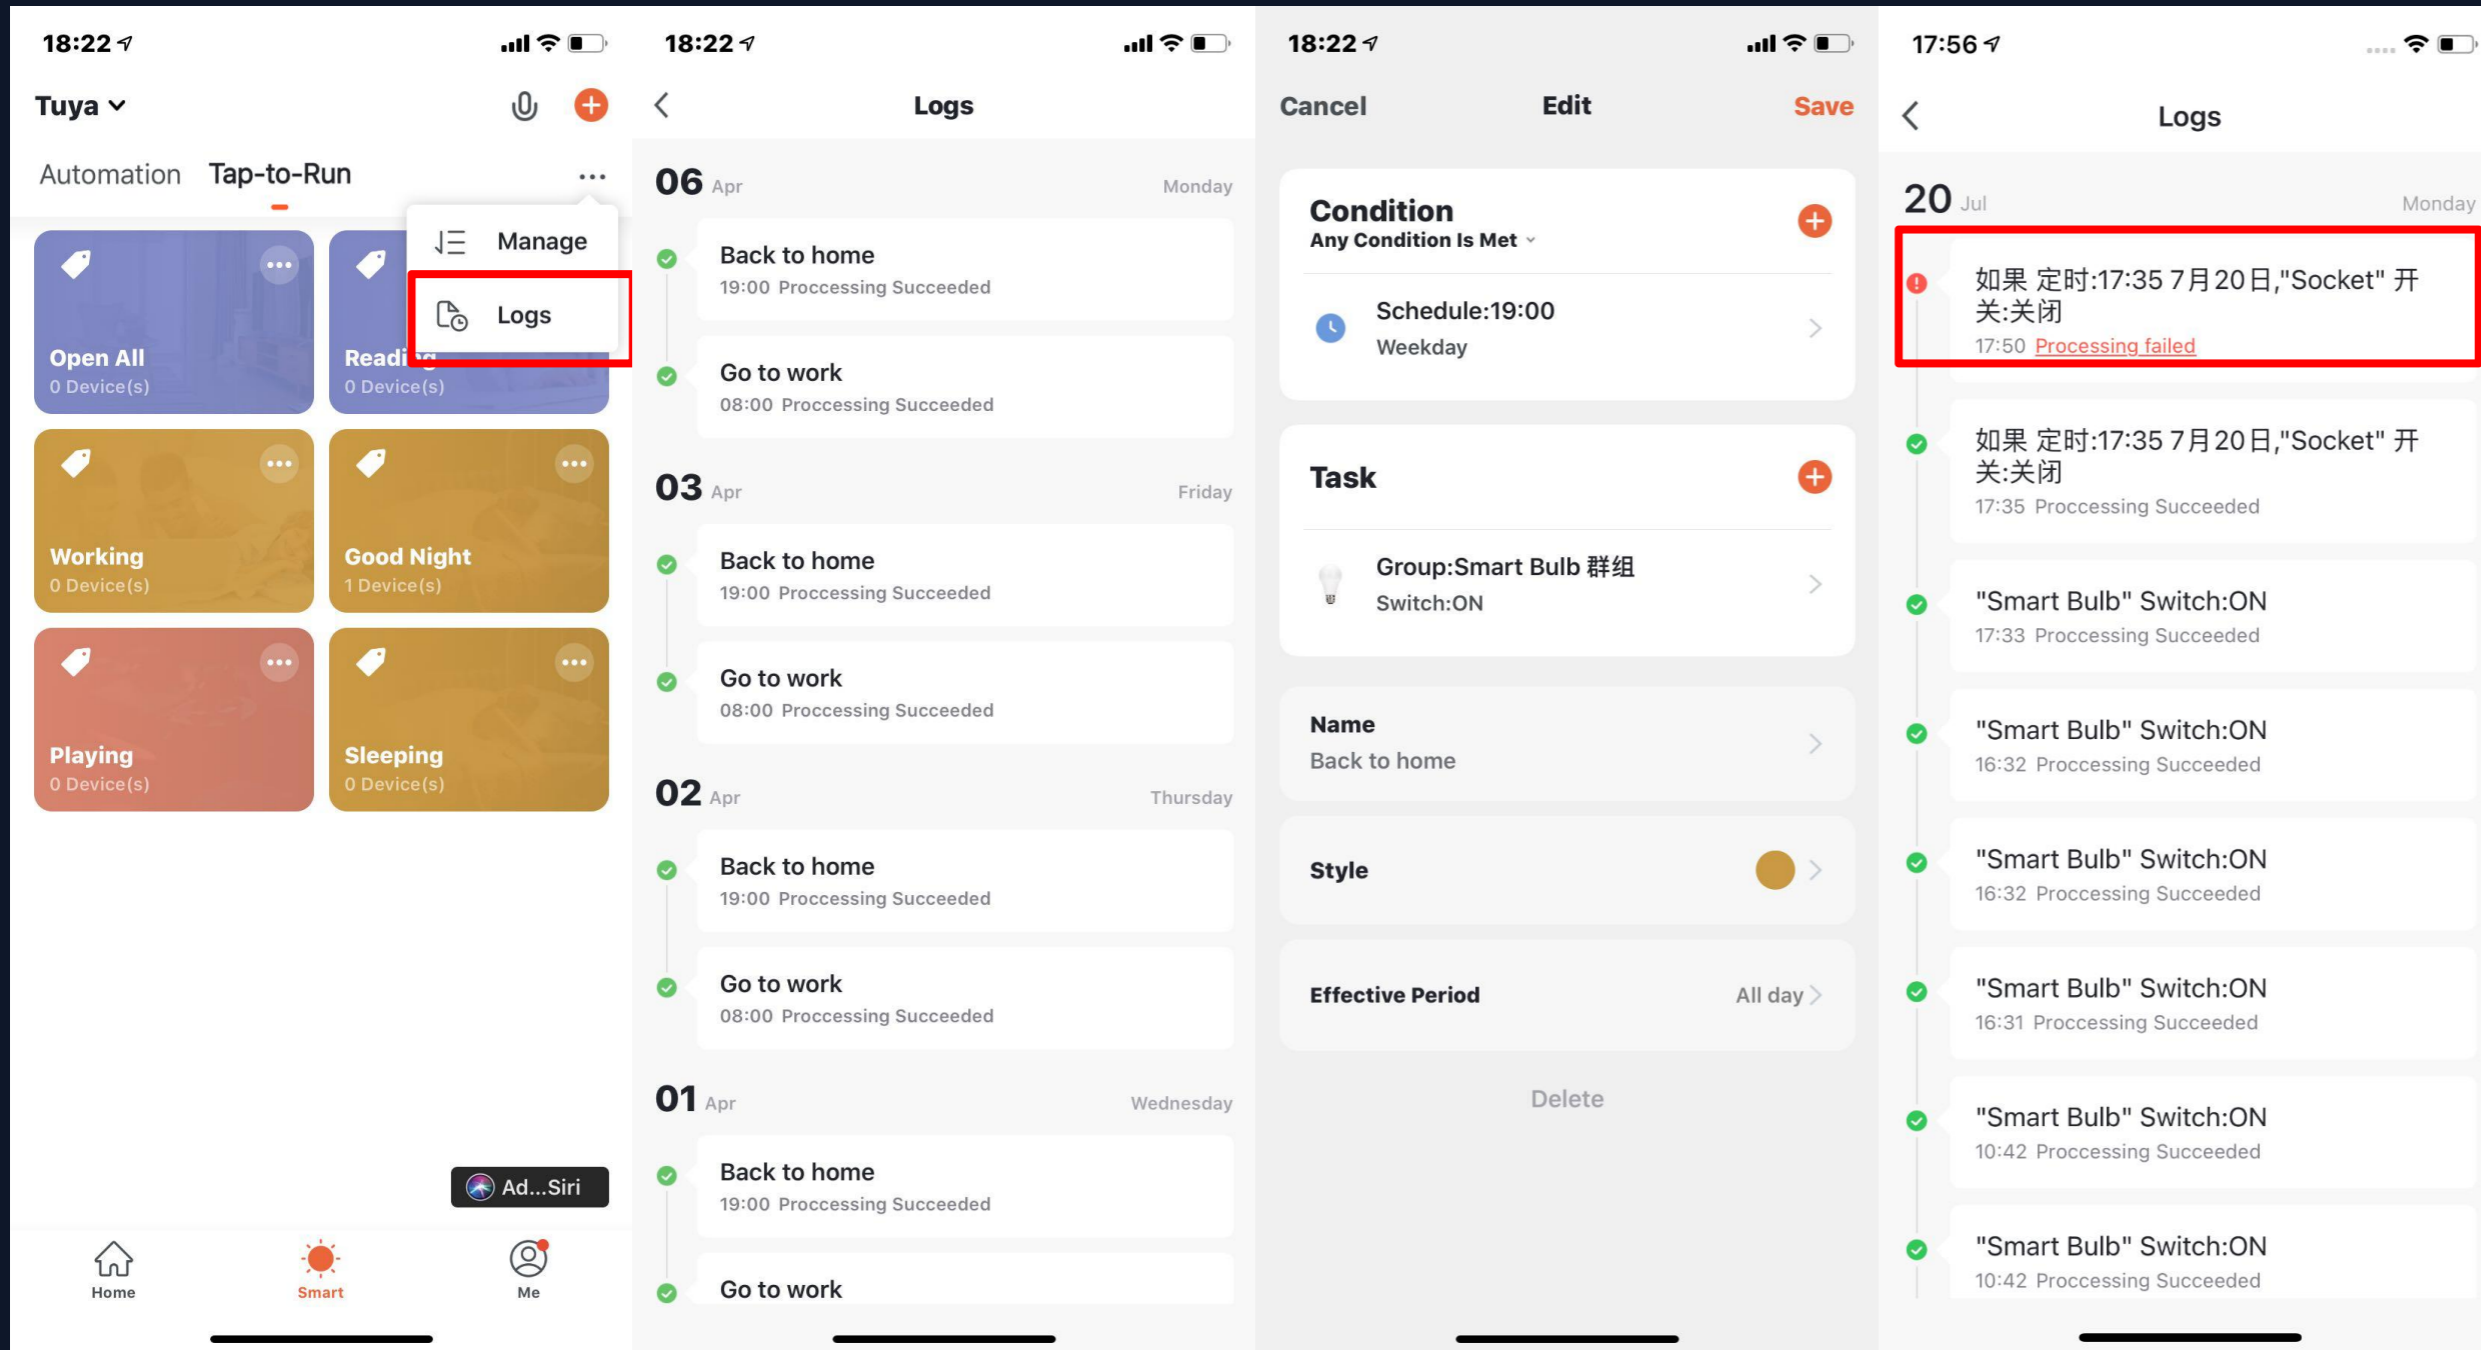 18:22
Tuya
Automation Tap-to-Run
Manage
Logs
Open All
0 Device(s)
Reading
0 Device(s)
Working
0 Device(s)
Good Night
1 Device(s)
Playing
0 Device(s)
Sleeping
0 Device(s)
Ad...Siri
Home
Smart
Me
18:22
Logs
06 Apr Monday
Back to home
19:00 Proccessing Succeeded
Go to work
08:00 Proccessing Succeeded
03 Apr Friday
Back to home
19:00 Proccessing Succeeded
Go to work
08:00 Proccessing Succeeded
02 Apr Thursday
Back to home
19:00 Proccessing Succeeded
Go to work
08:00 Proccessing Succeeded
01 Apr Wednesday
Back to home
19:00 Proccessing Succeeded
Go to work
18:22
Cancel Edit Save
Condition
Any Condition Is Met
Schedule:19:00
Weekday
Task
Group:Smart Bulb 群组
Switch:ON
Name
Back to home
Style
Effective Period All day
Delete
17:56
Logs
20 Jul Monday
如果 定时:17:35 7月20日,"Socket" 开
关:关闭
17:50 Processing failed
如果 定时:17:35 7月20日,"Socket" 开
关:关闭
17:35 Proccessing Succeeded
"Smart Bulb" Switch:ON
17:33 Proccessing Succeeded
"Smart Bulb" Switch:ON
16:32 Proccessing Succeeded
"Smart Bulb" Switch:ON
16:32 Proccessing Succeeded
"Smart Bulb" Switch:ON
16:31 Proccessing Succeeded
"Smart Bulb" Switch:ON
10:42 Proccessing Succeeded
"Smart Bulb" Switch:ON
10:42 Proccessing Succeeded